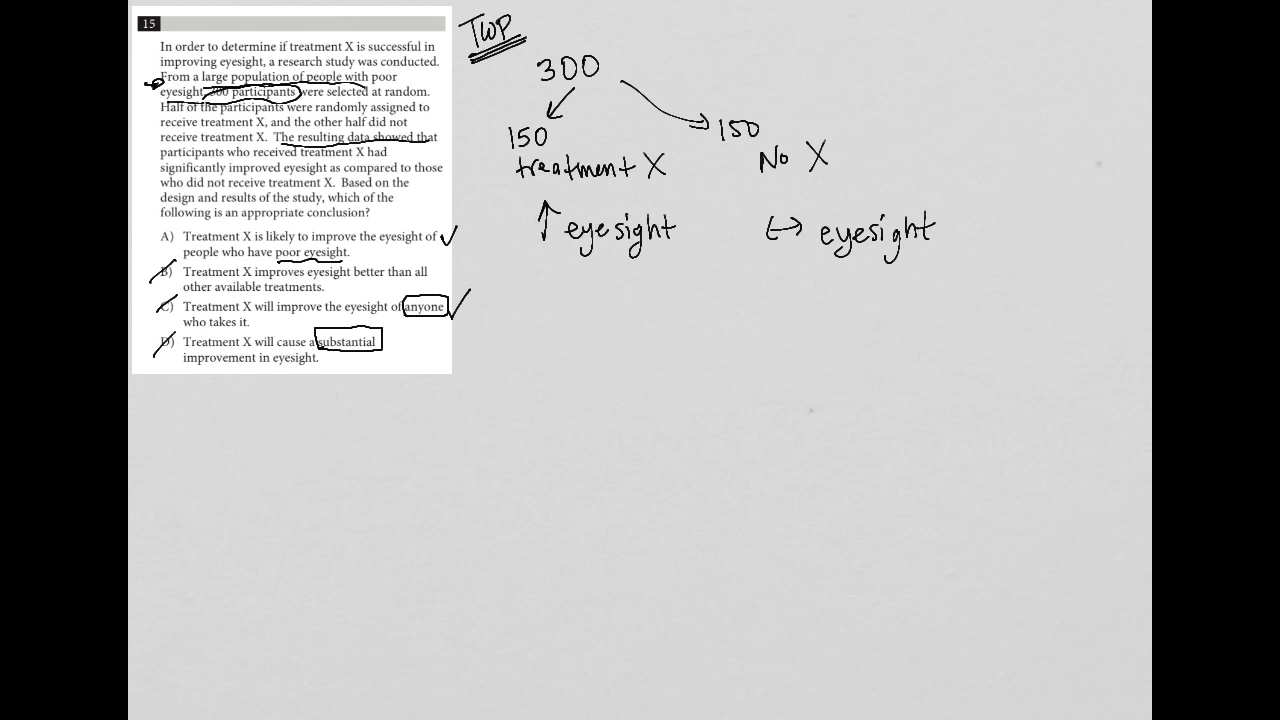 15
In order to determine if treatment X is successful in
improving eyesight, a research study was conducted.
From a large population of people with poor
eyesight, 300 participants were selected at random.
Half of the participants were randomly assigned to
receive treatment X, and the other half did not
receive treatment X. The resulting data showed that
participants who received treatment X had
significantly improved eyesight as compared to those
who did not receive treatment X. Based on the
design and results of the study, which of the
following is an appropriate conclusion?
A) Treatment X is likely to improve the eyesight of
people who have poor eyesight.
B) Treatment X improves eyesight better than all
other available treatments.
C) Treatment X will improve the eyesight of anyone
who takes it.
D) Treatment X will cause a substantial
improvement in eyesight.
TWP
300
150
treatment X
150
No X
↑ eyesight
↔ eyesight